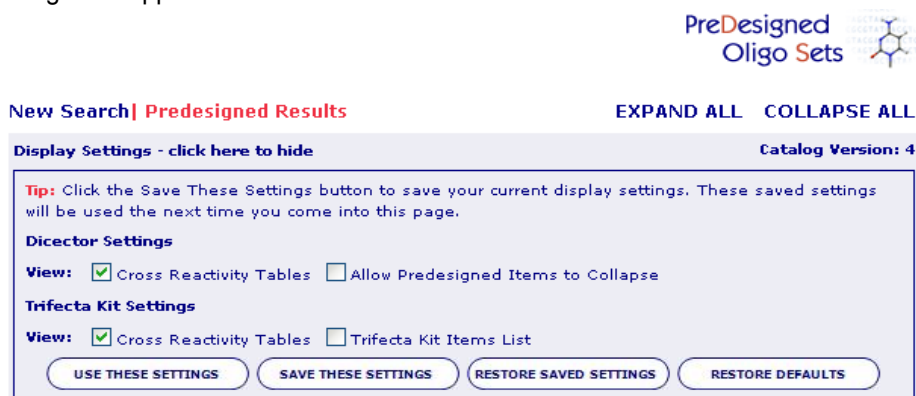 PreDesigned
Oligo Sets
New Search| Predesigned Results EXPAND ALL COLLAPSE ALL
Display Settings - click here to hide Catalog Version: 4
Tip: Click the Save These Settings button to save your current display settings. These saved settings
will be used the next time you come into this page.
Dicector Settings
View: Cross Reactivity Tables Allow Predesigned Items to Collapse
Trifecta Kit Settings
View: Cross Reactivity Tables Trifecta Kit Items List
USE THESE SETTINGS SAVE THESE SETTINGS RESTORE SAVED SETTINGS RESTORE DEFAULTS